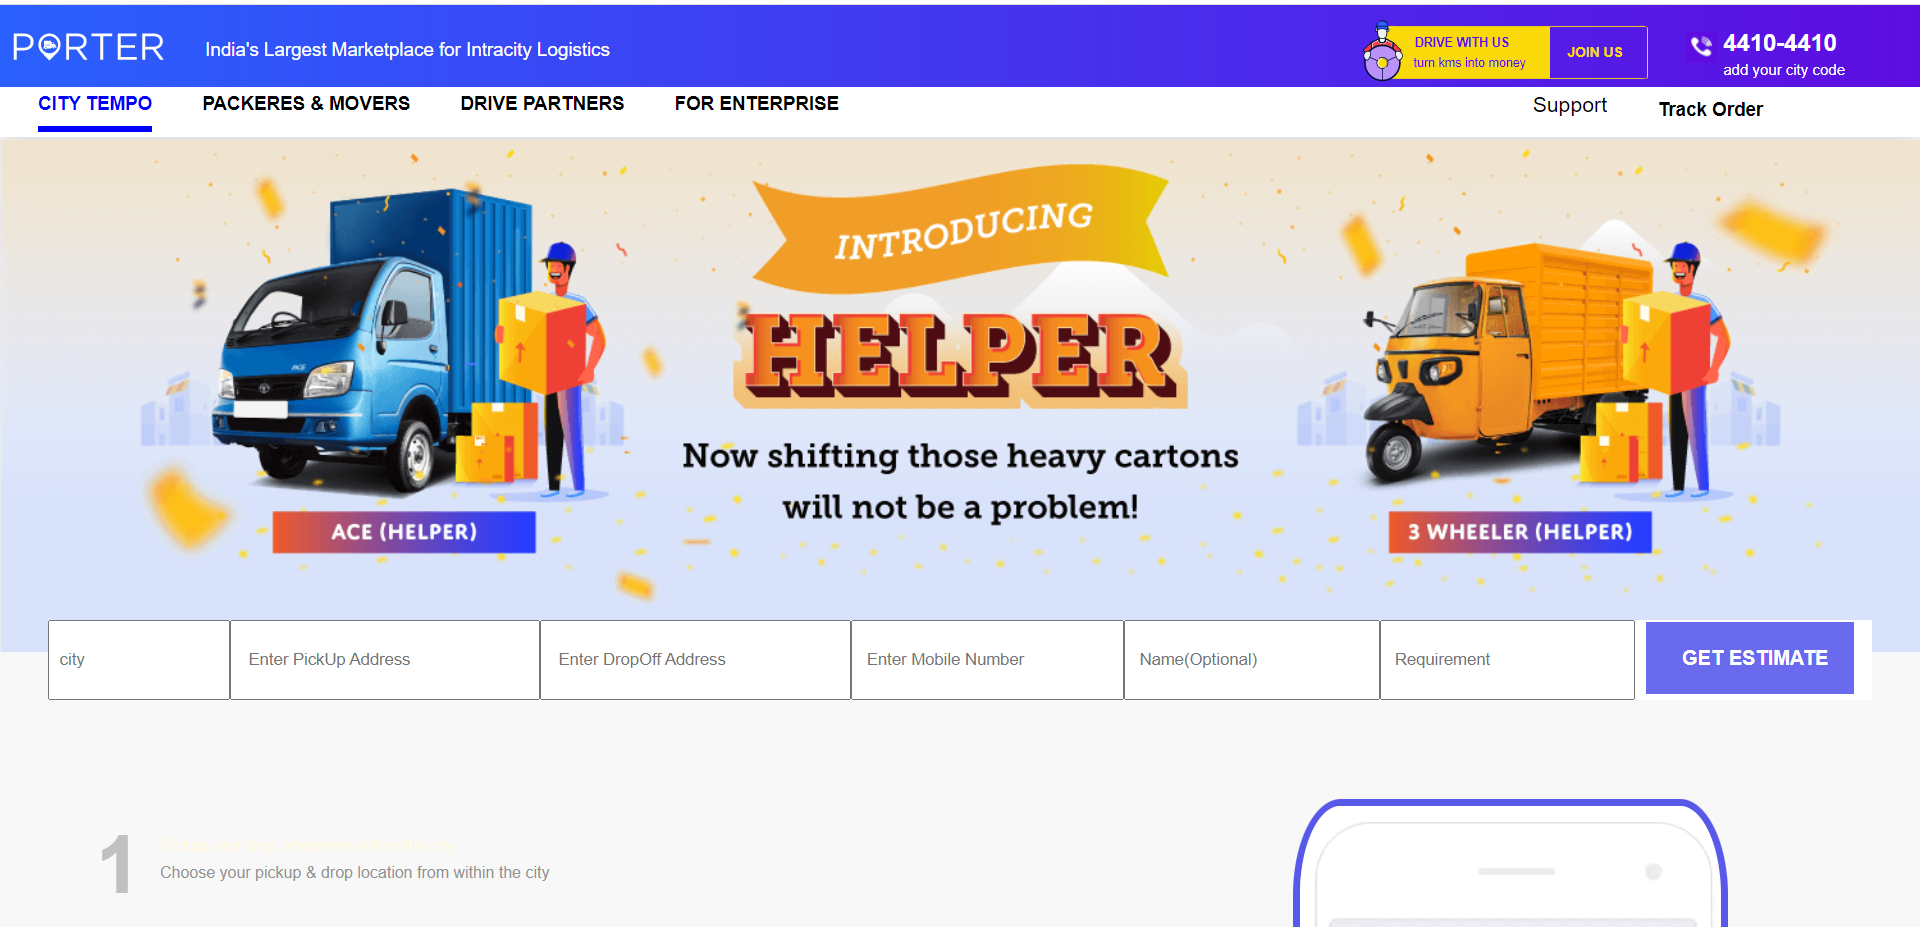 PORTER
India's Largest Marketplace for Intracity Logistics
DRIVE WITH US
turn kms into money
JOIN US
4410-4410
add your city code
CITY TEMPO
PACKERES & MOVERS
DRIVE PARTNERS
FOR ENTERPRISE
Support
Track Order
INTRODUCING
HELPER
Now shifting those heavy cartons
will not be a problem!
ACE
ACE (HELPER)
3 WHEELER (HELPER)
city
Enter PickUp Address
Enter DropOff Address
Enter Mobile Number
Name(Optional)
Requirement
GET ESTIMATE
1
Choose your pickup & drop location from within the city